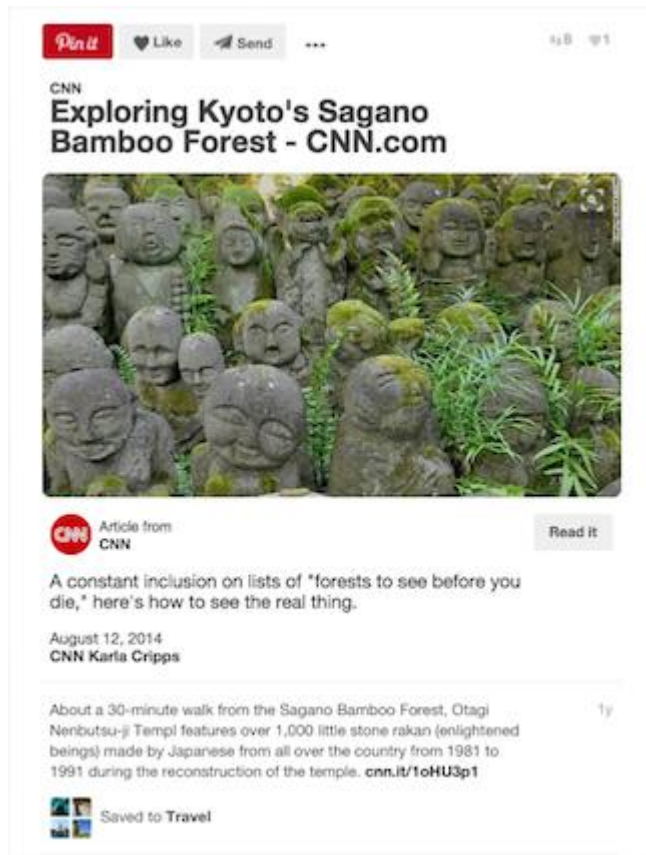 Pin it Like Send ...
8 1
CNN
Exploring Kyoto's Sagano
Bamboo Forest - CNN.com
CNN
Article from
CNN
Read it
A constant inclusion on lists of "forests to see before you
die," here's how to see the real thing.
August 12, 2014
CNN Karla Cripps
About a 30-minute walk from the Sagano Bamboo Forest, Otagi
Nenbutsu-ji Templ features over 1,000 little stone rakan (enlightened
beings) made by Japanese from all over the country from 1981 to
1991 during the reconstruction of the temple. cnn.it/1oHU3p1
1y
Saved to Travel